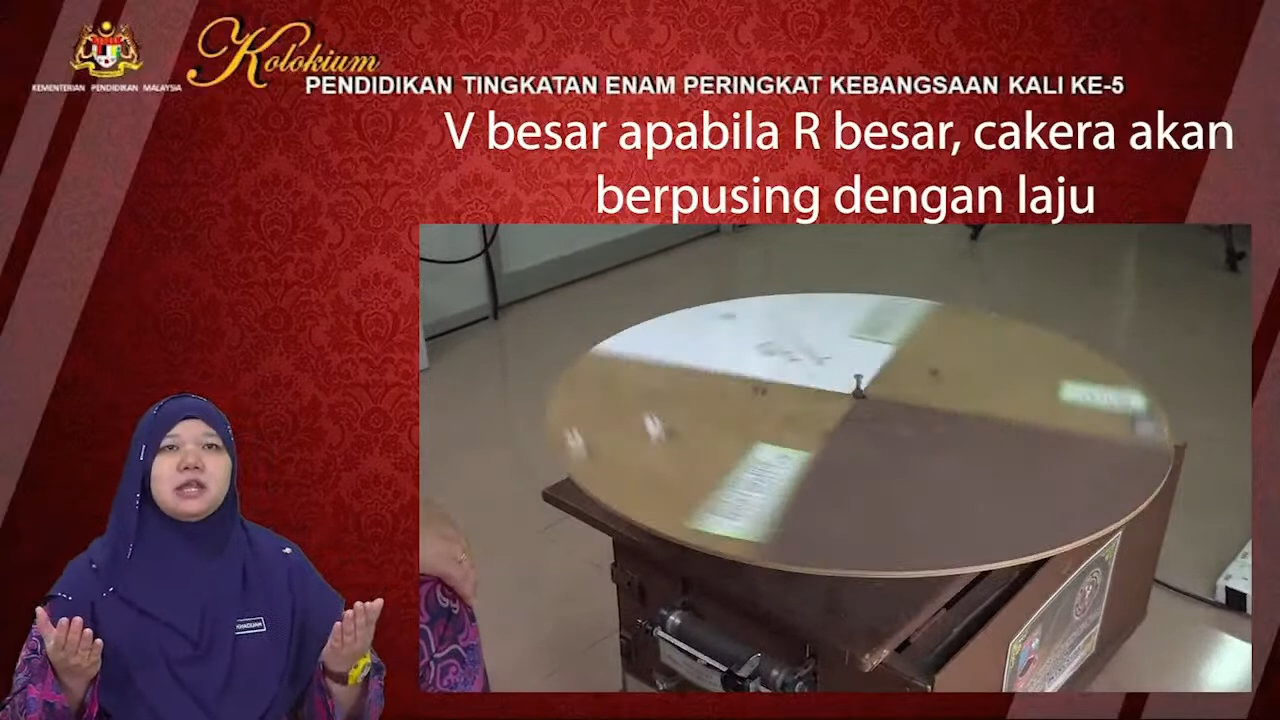 Kolokium
KEMENTERIAN PENDIDIKAN MALAYSIA
PENDIDIKAN TINGKATAN ENAM PERINGKAT KEBANGSAAN KALI KE-5
V besar apabila R besar, cakera akan
berpusing dengan laju
KHADIJAH